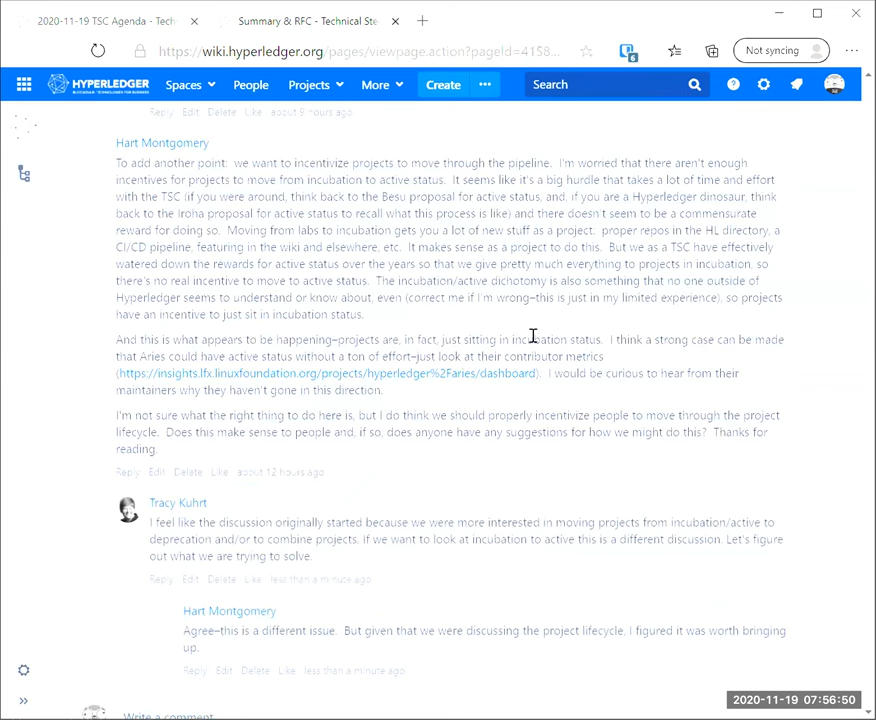 2020-11-19 TSC Agenda - Tech
Summary & RFC - Technical Ste
https://wiki.hyperledger.org/pages/viewpage.action?pageId=4158...
6
Not syncing
HYPERLEDGER
Spaces
People
Projects
More
Create
Search
Reply Edit Delete Like about 9 hours ago
Hart Montgomery
To add another point: we want to incentivize projects to move through the pipeline. I'm worried that there aren't enough
incentives for projects to move from incubation to active status. It seems like it's a big hurdle that takes a lot of time and effort
with the TSC (if you were around, think back to the Besu proposal for active status, and, if you are a Hyperledger dinosaur, think
back to the Iroha proposal for active status to recall what this process is like) and there doesn't seem to be a commensurate
reward for doing so. Moving from labs to incubation gets you a lot of new stuff as a project: proper repos in the HL directory, a
CI/CD pipeline, featuring in the wiki and elsewhere, etc. It makes sense as a project to do this. But we as a TSC have effectively
watered down the rewards for active status over the years so that we give pretty much everything to projects in incubation, so
there's no real incentive to move to active status. The incubation/active dichotomy is also something that no one outside of
Hyperledger seems to understand or know about, even (correct me if I'm wrong–this is just in my limited experience), so projects
have an incentive to just sit in incubation status.
And this is what appears to be happening–projects are, in fact, just sitting in incubation status. I think a strong case can be made
that Aries could have active status without a ton of effort–just look at their contributor metrics
(https://insights.lfx.linuxfoundation.org/projects/hyperledger%2Faries/dashboard). I would be curious to hear from their
maintainers why they haven't gone in this direction.
I'm not sure what the right thing to do here is, but I do think we should properly incentivize people to move through the project
lifecycle. Does this make sense to people and, if so, does anyone have any suggestions for how we might do this? Thanks for
reading.
Reply Edit Delete Like about 12 hours ago
Tracy Kuhrt
I feel like the discussion originally started because we were more interested in moving projects from incubation/active to
deprecation and/or to combine projects. If we want to look at incubation to active this is a different discussion. Let's figure
out what we are trying to solve.
Reply Edit Delete Like less than a minute ago
Hart Montgomery
Agree–this is a different issue. But given that we were discussing the project lifecycle, I figured it was worth bringing
up.
Reply Edit Delete Like less than a minute ago
Write a comment
2020-11-19 07:56:50